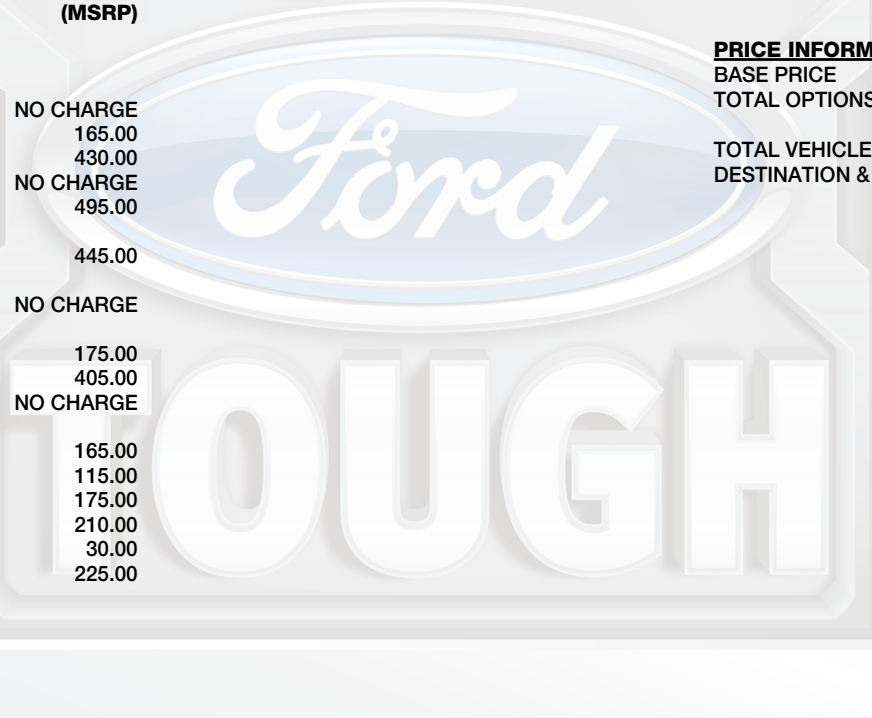 (MSRP)
NO CHARGE
165.00
430.00
NO CHARGE
495.00
445.00
NO CHARGE
175.00
405.00
NO CHARGE
165.00
115.00
175.00
210.00
30.00
225.00
PRICE INFORM
BASE PRICE
TOTAL OPTIONS
TOTAL VEHICLE
DESTINATION &
Ford
TOUGH